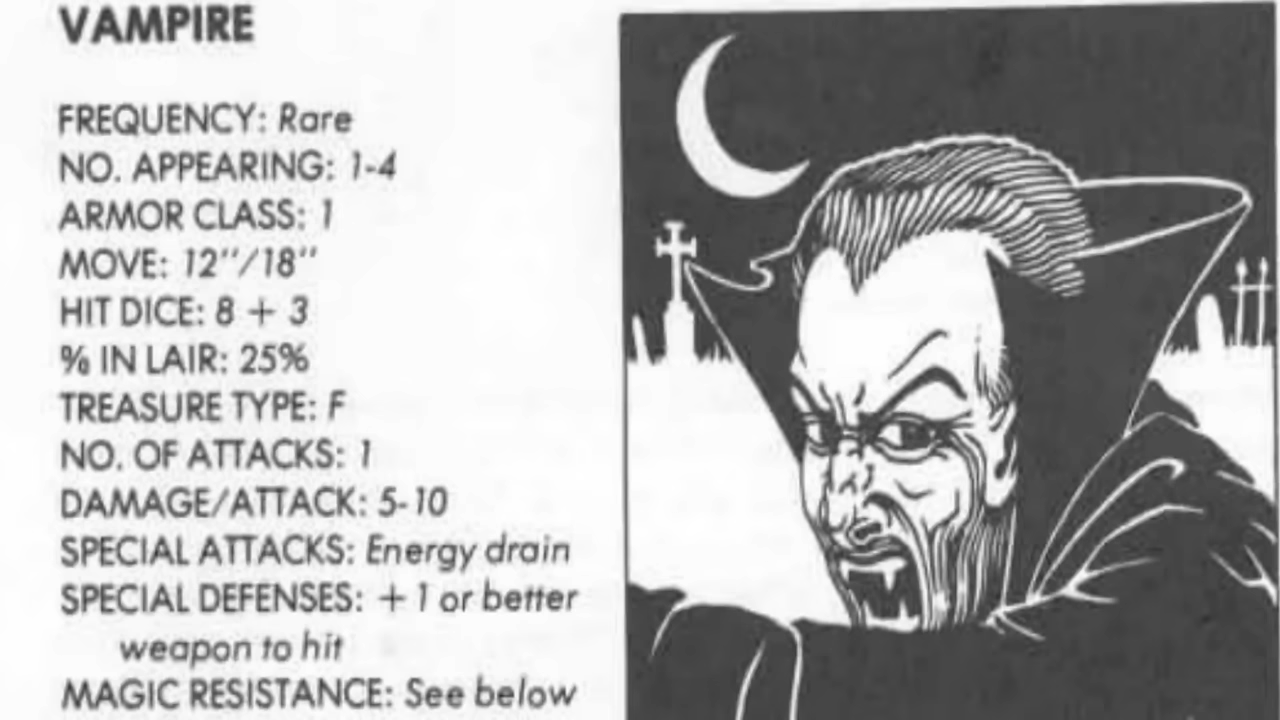 VAMPIRE
FREQUENCY: Rare
NO. APPEARING: 1-4
ARMOR CLASS: 1
MOVE: 12"/18"
HIT DICE: 8 + 3
% IN LAIR: 25%
TREASURE TYPE: F
NO. OF ATTACKS: 1
DAMAGE/ATTACK: 5-10
SPECIAL ATTACKS: Energy drain
SPECIAL DEFENSES: +1 or better
weapon to hit
MAGIC RESISTANCE: See below